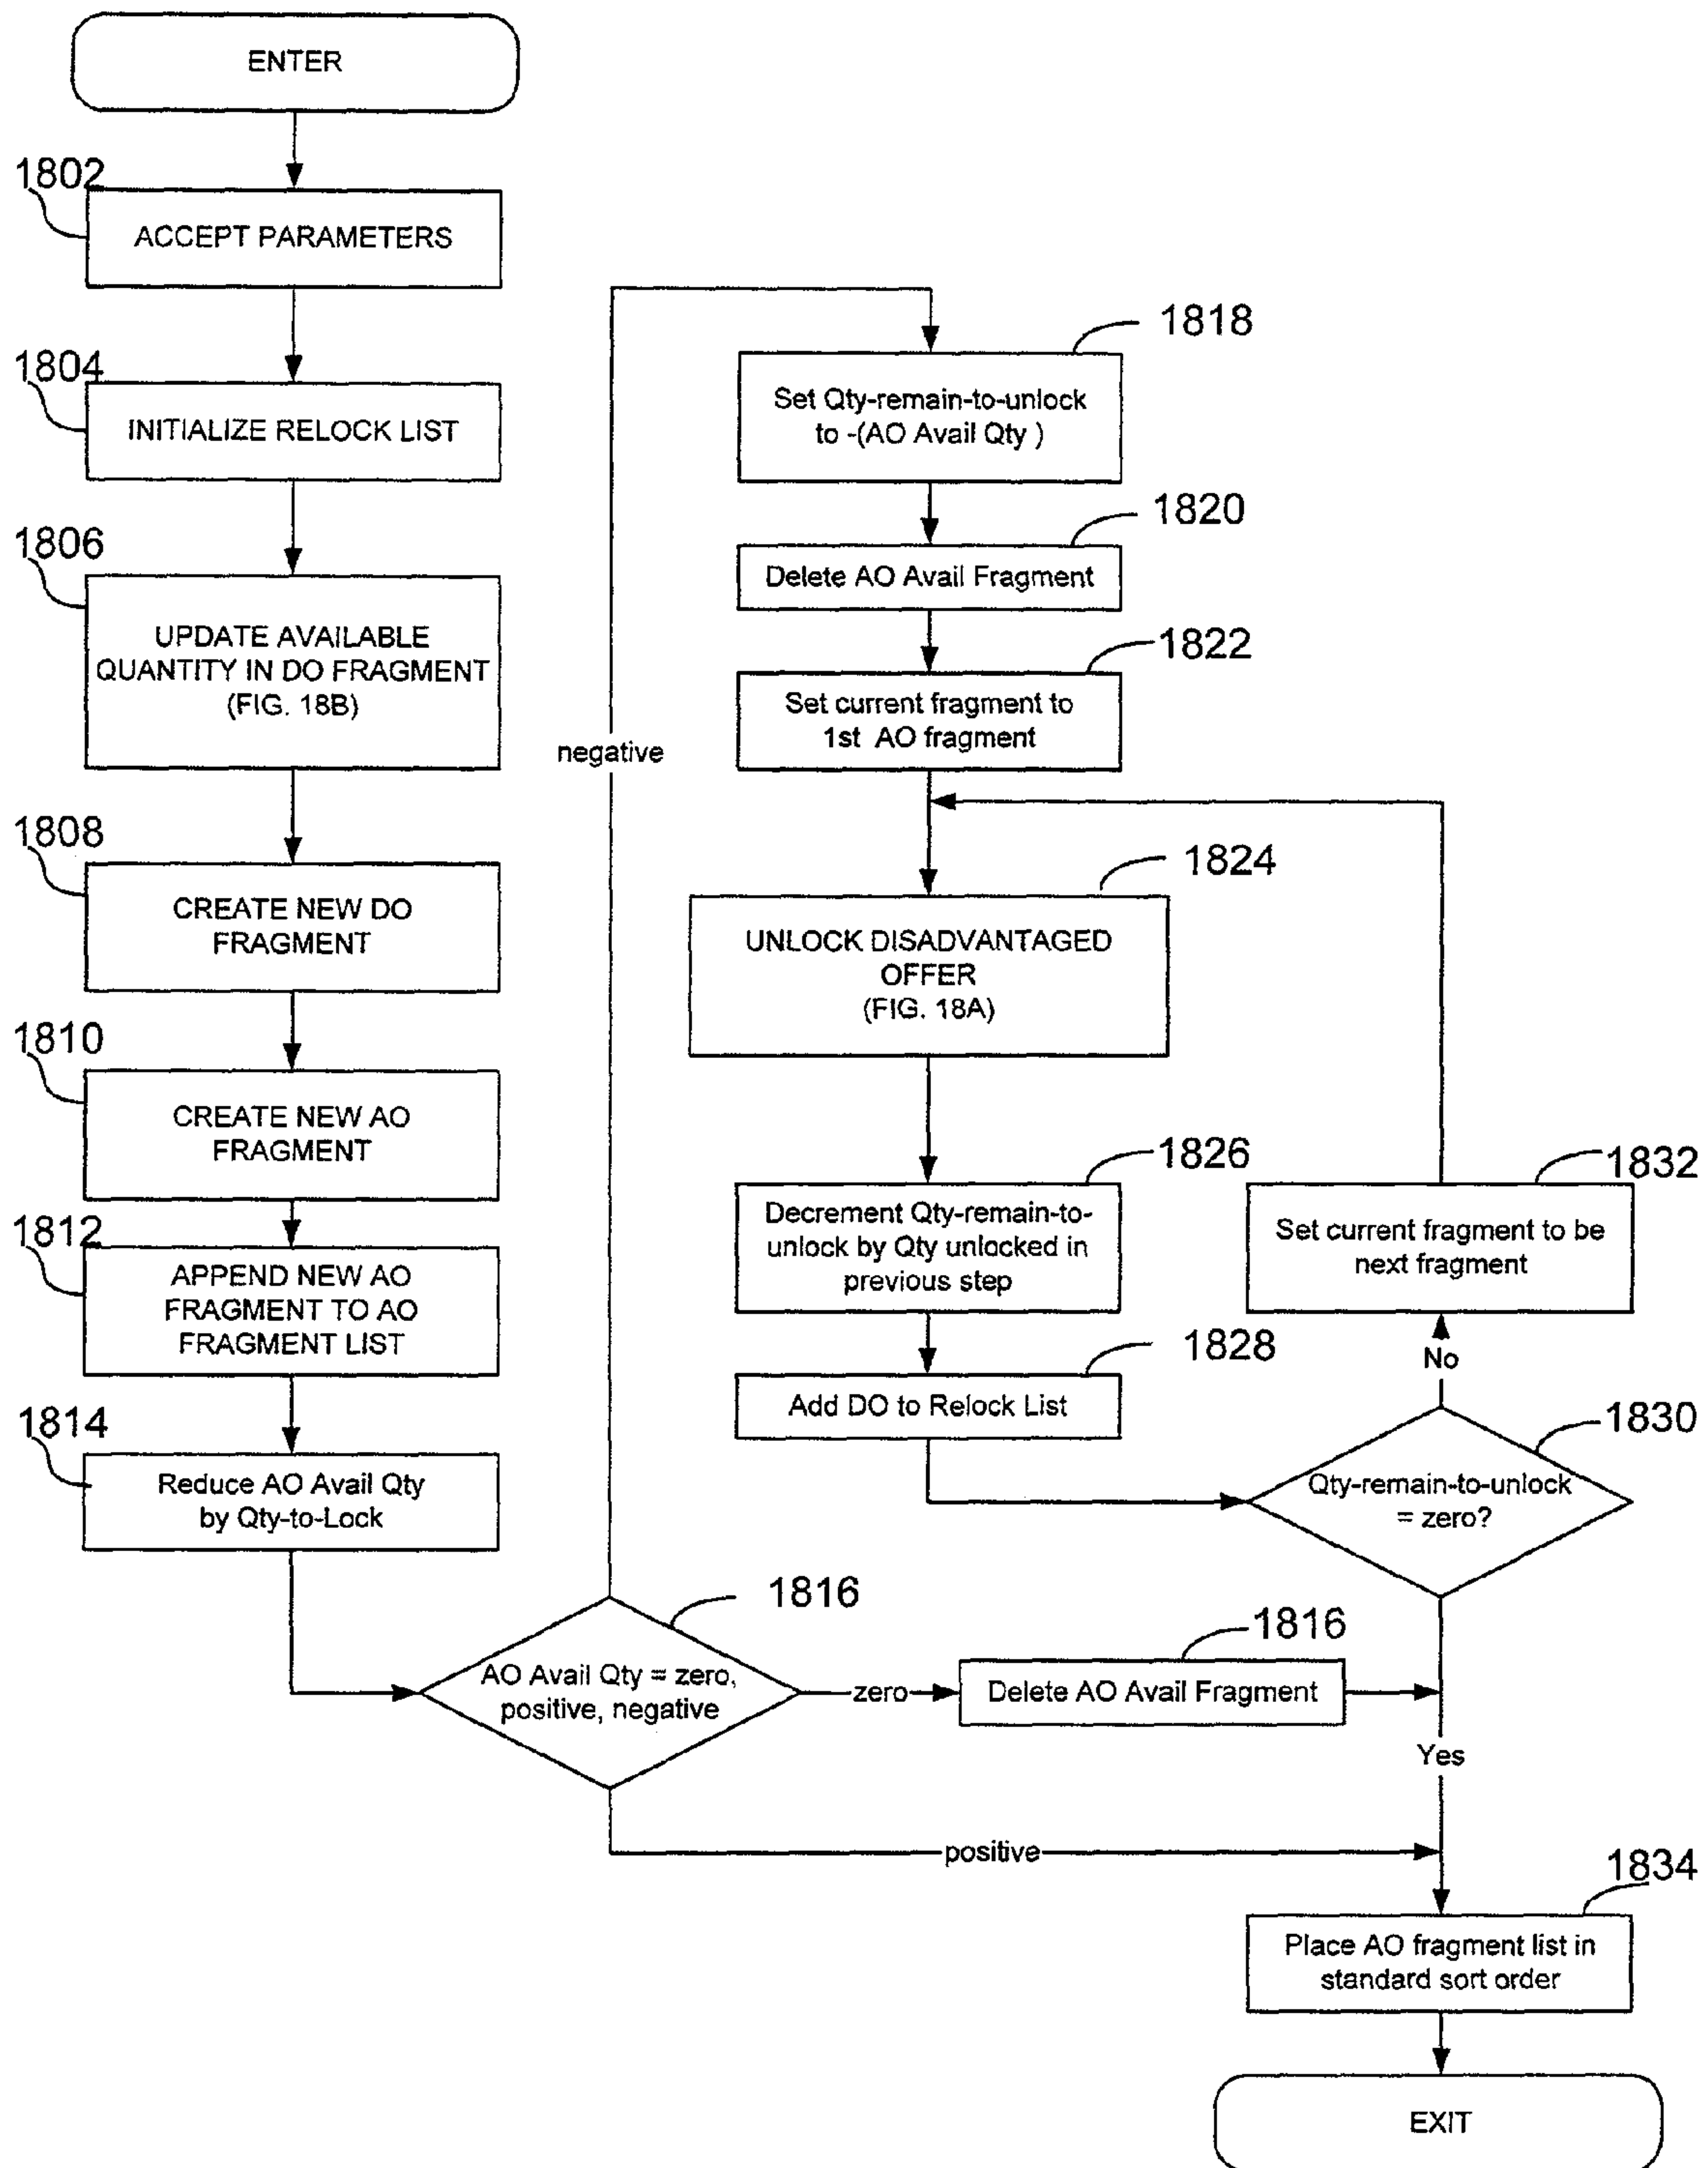 ENTER
1802
ACCEPT PARAMETERS
1804
INITIALIZE RELOCK LIST
1806
UPDATE AVAILABLE
QUANTITY IN DO FRAGMENT
(FIG. 18B)
1808
CREATE NEW DO
FRAGMENT
1810
CREATE NEW AO
FRAGMENT
1812
APPEND NEW AO
FRAGMENT TO AO
FRAGMENT LIST
1814
Reduce AO Avail Qty
by Qty-to-Lock
1816
AO Avail Qty = zero,
positive, negative
negative
zero
positive
1816
Delete AO Avail Fragment
1818
Set Qty-remain-to-unlock
to -(AO Avail Qty )
1820
Delete AO Avail Fragment
1822
Set current fragment to
1st AO fragment
1824
UNLOCK DISADVANTAGED
OFFER
(FIG. 18A)
1826
Decrement Qty-remain-to-
unlock by Qty unlocked in
previous step
1828
Add DO to Relock List
1830
Qty-remain-to-unlock
= zero?
No
1832
Set current fragment to be
next fragment
Yes
1834
Place AO fragment list in
standard sort order
EXIT